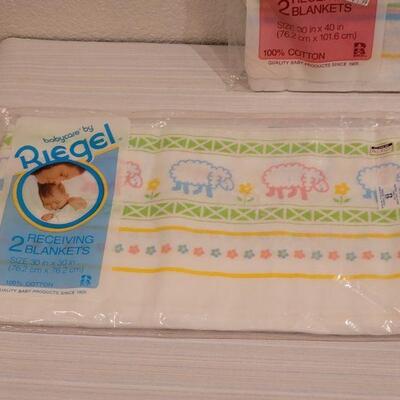 2 RECEIVING
BLANKETS
SIZE 30 in x 40 in
(76.2 cm x 101.6 cm)
100% COTTON
QUALITY BABY PRODUCTS SINCE 1905
babycare by
Riegel
2 RECEIVING
BLANKETS
SIZE 30 in x 30 in
(76.2 cm x 76.2 cm)
100% COTTON
QUALITY BABY PRODUCTS SINCE 1905